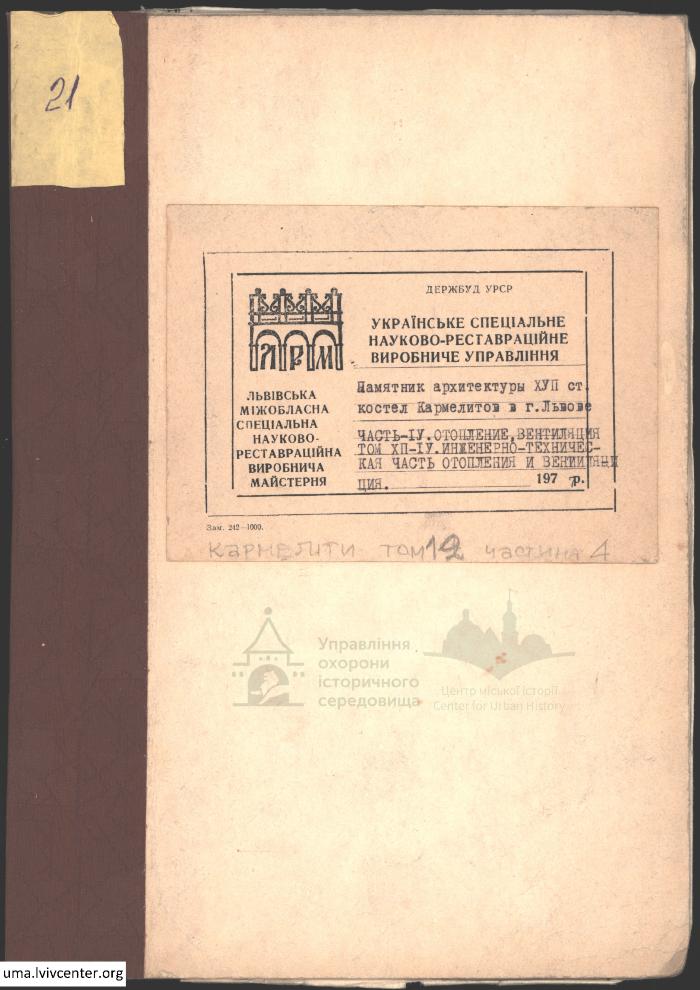 21
ДЕРЖБУД УРСР
УКРАЇНСЬКЕ СПЕЦІАЛЬНЕ
НАУКОВО-РЕСТАВРАЦІЙНЕ
ВИРОБНИЧЕ УПРАВЛІННЯ
ЛРМ
ЛЬВІВСЬКА
МІЖОБЛАСНА
СПЕЦІАЛЬНА
НАУКОВО-
РЕСТАВРАЦІЙНА
ВИРОБНИЧА
МАЙСТЕРНЯ
Памятник архитектуры ХУП ст.
костел Кармелитов в г.Львове
ЧАСТЬ-IУ.ОТОПЛЕНИЕ,ВЕНТИЛЯЦИЯ
ТОМ ХП-IУ.ИНЖЕНЕРНО-ТЕХНИЧЕС-
КАЯ ЧАСТЬ ОТОПЛЕНИЯ И
ЦИЯ.
197 р.
Зам. 242—1000.
КАРМЕЛІТИ ТОМ 12 частина 4
Управління
охорони
історичного
середовища
Центр міської історії
Center for Urban History
uma.lvivcenter.org